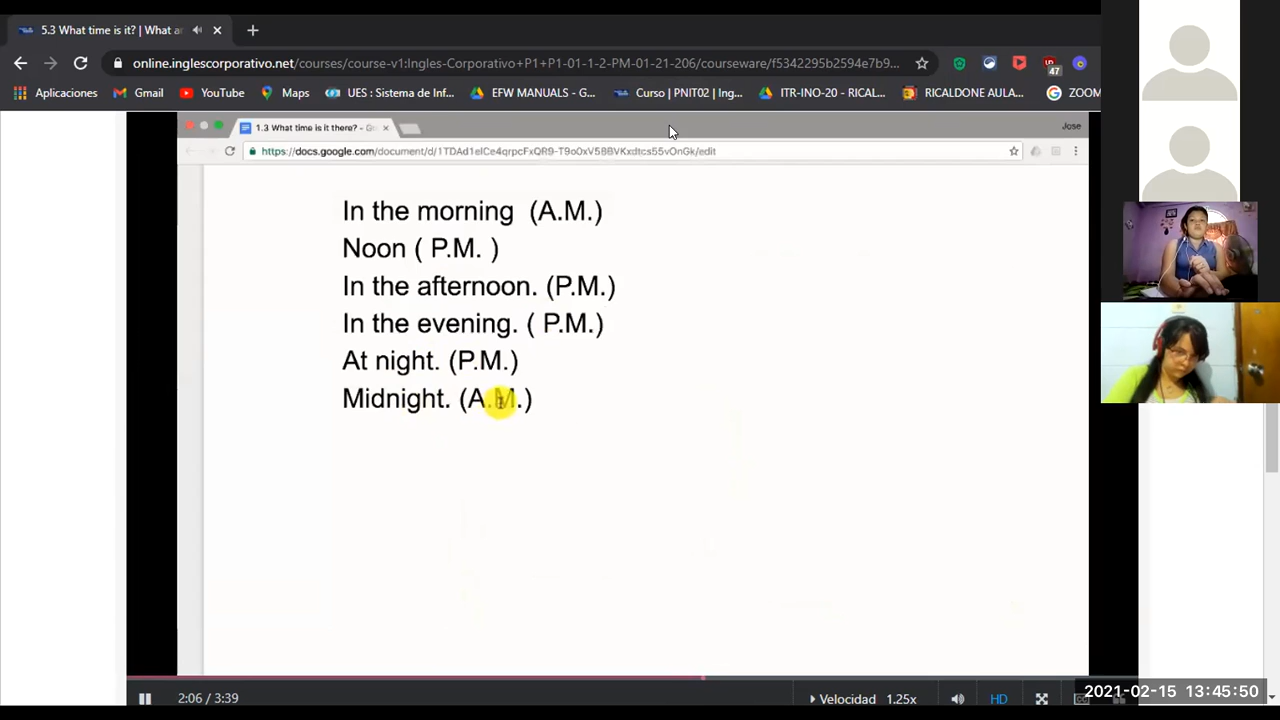 5.3 What time is it? | What a
online.inglescorporativo.net/courses/course-v1:Ingles-Corporativo+P1+P1-01-1-2-PM-01-21-206/courseware/f5342295b2594e7b9...
47
Aplicaciones
Gmail
YouTube
Maps
UES : Sistema de Inf...
EFW MANUALS - G...
Curso | PNIT02 | Ing...
ITR-INO-20 - RICAL...
RICALDONE AULA...
ZOOM
1.3 What time is it there? - G
Jose
In the morning (A.M.)
Noon ( P.M. )
In the afternoon. (P.M.)
In the evening. ( P.M.)
At night. (P.M.)
Midnight. (A.M.)
2:06 / 3:39
Velocidad 1.25x
HD
2021-02-15 13:45:50